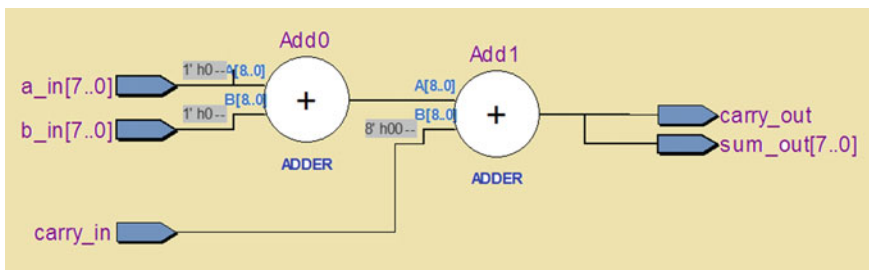 Add0
Add1
1' h0 --
A[8..0]
a_in[7..0]
+
A[8..0]
B[8..0]
1' h0 --
b_in[7..0]
B[8..0]
8' h00 --
+
carry_out
sum_out[7..0]
ADDER
ADDER
carry_in